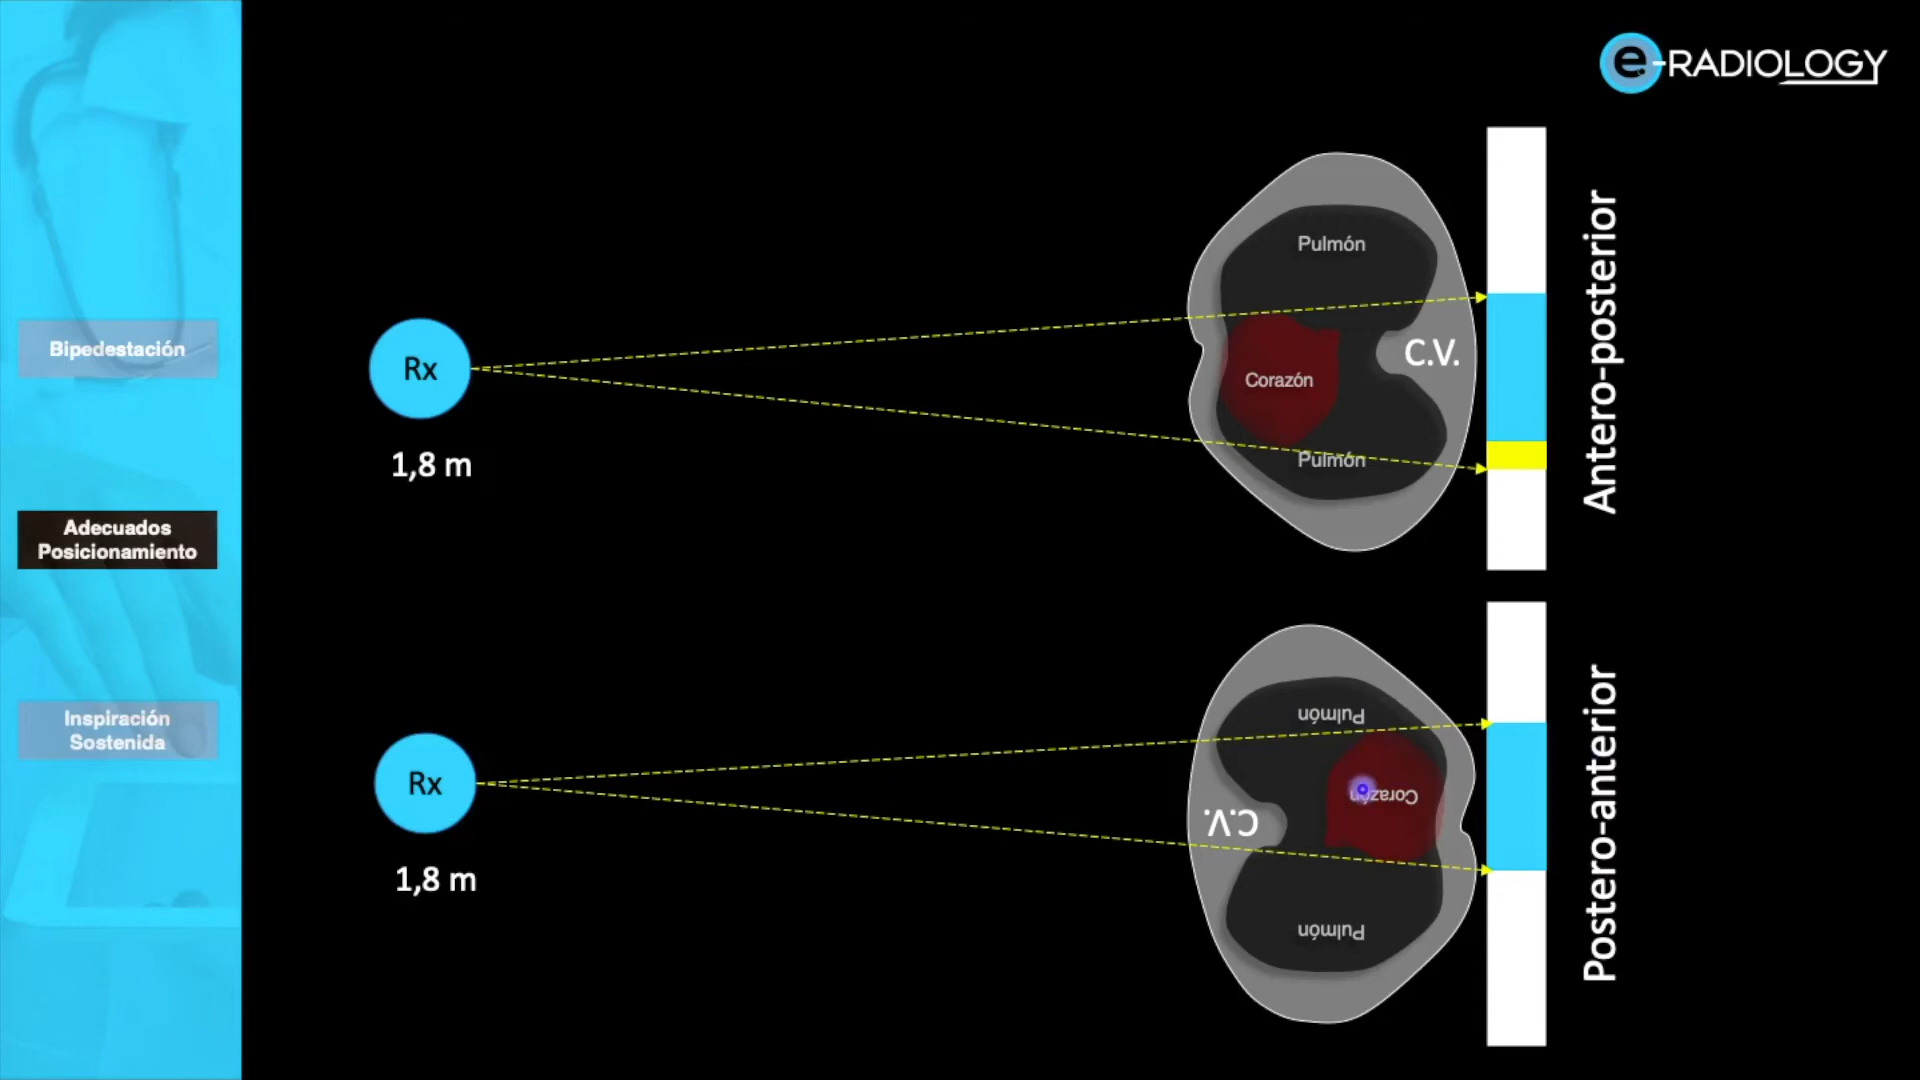 e-RADIOLOGY
Bipedestación
Adecuados
Posicionamiento
Inspiración
Sostenida
Rx
1,8 m
Pulmón
Corazón
C.V.
Pulmón
Antero-posterior
Rx
1,8 m
Pulmón
Corazón
C.V.
Pulmón
Postero-anterior